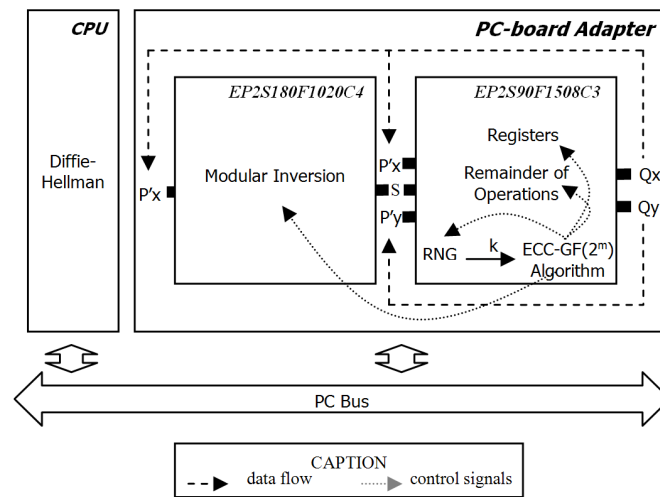 CPU
PC-board Adapter
EP2S180F1020C4
EP2S90F1508C3
Diffie-
Hellman
P'x
Modular Inversion
P'x
S
P'y
Registers
Remainder of
Operations
RNG
k
ECC-GF(2ᵐ)
Algorithm
Qx
Qy
PC Bus
CAPTION
data flow
control signals